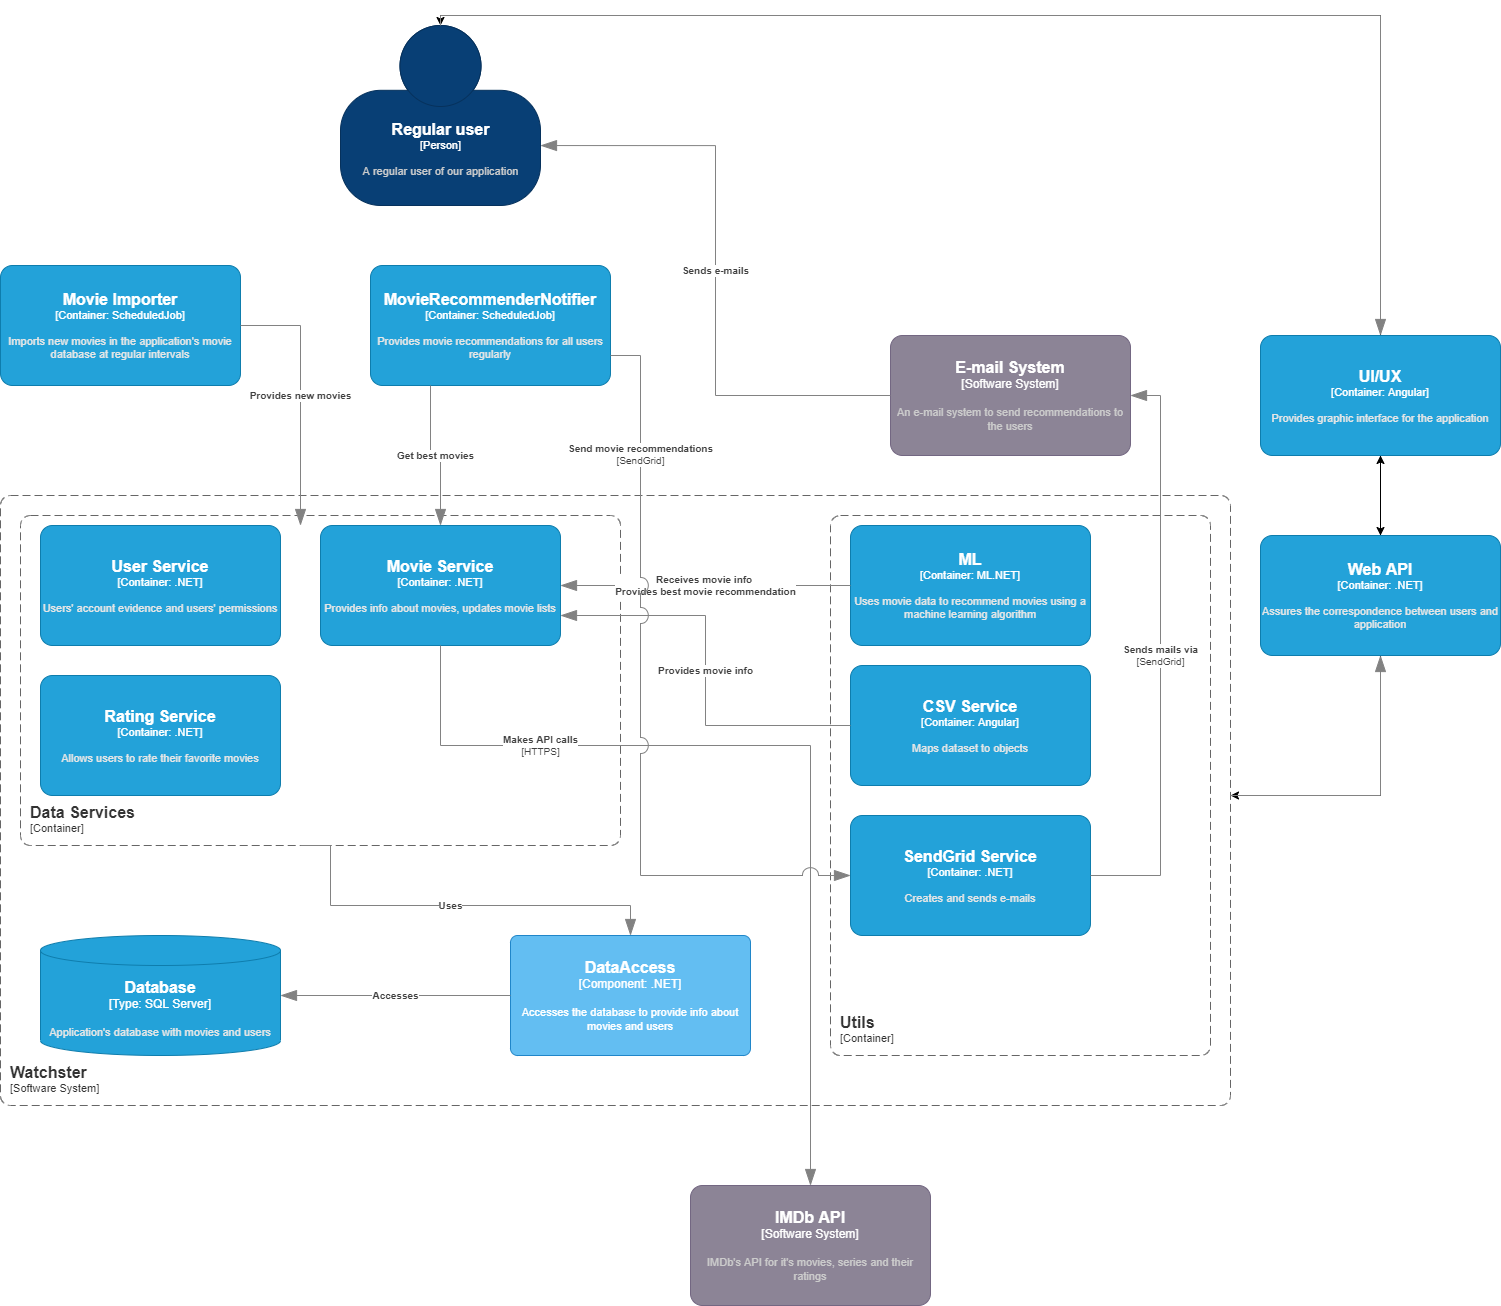 Regular user
[Person]
A regular user of our application
Sends e-mails
Movie Importer
[Container: ScheduledJob]
Imports new movies in the application's movie
database at regular intervals
MovieRecommenderNotifier
[Container: ScheduledJob]
Provides movie recommendations for all users
regularly
E-mail System
[Software System]
An e-mail system to send recommendations to
the users
UI/UX
[Container: Angular]
Provides graphic interface for the application
Provides new movies
Get best movies
Send movie recommendations
[SendGrid]
User Service
[Container: .NET]
Users' account evidence and users' permissions
Movie Service
[Container: .NET]
Provides info about movies, updates movie lists
Receives movie info
Provides best movie recommendation
ML
[Container: ML.NET]
Uses movie data to recommend movies using a
machine learning algorithm
Web API
[Container: .NET]
Assures the correspondence between users and
application
Sends mails via
[SendGrid]
Provides movie info
Rating Service
[Container: .NET]
Allows users to rate their favorite movies
CSV Service
[Container: Angular]
Maps dataset to objects
Makes API calls
[HTTPS]
Data Services
[Container]
SendGrid Service
[Container: .NET]
Creates and sends e-mails
Uses
Database
[Type: SQL Server]
Application's database with movies and users
Accesses
DataAccess
[Component: .NET]
Accesses the database to provide info about
movies and users
Utils
[Container]
Watchster
[Software System]
IMDb API
[Software System]
IMDb's API for it's movies, series and their
ratings